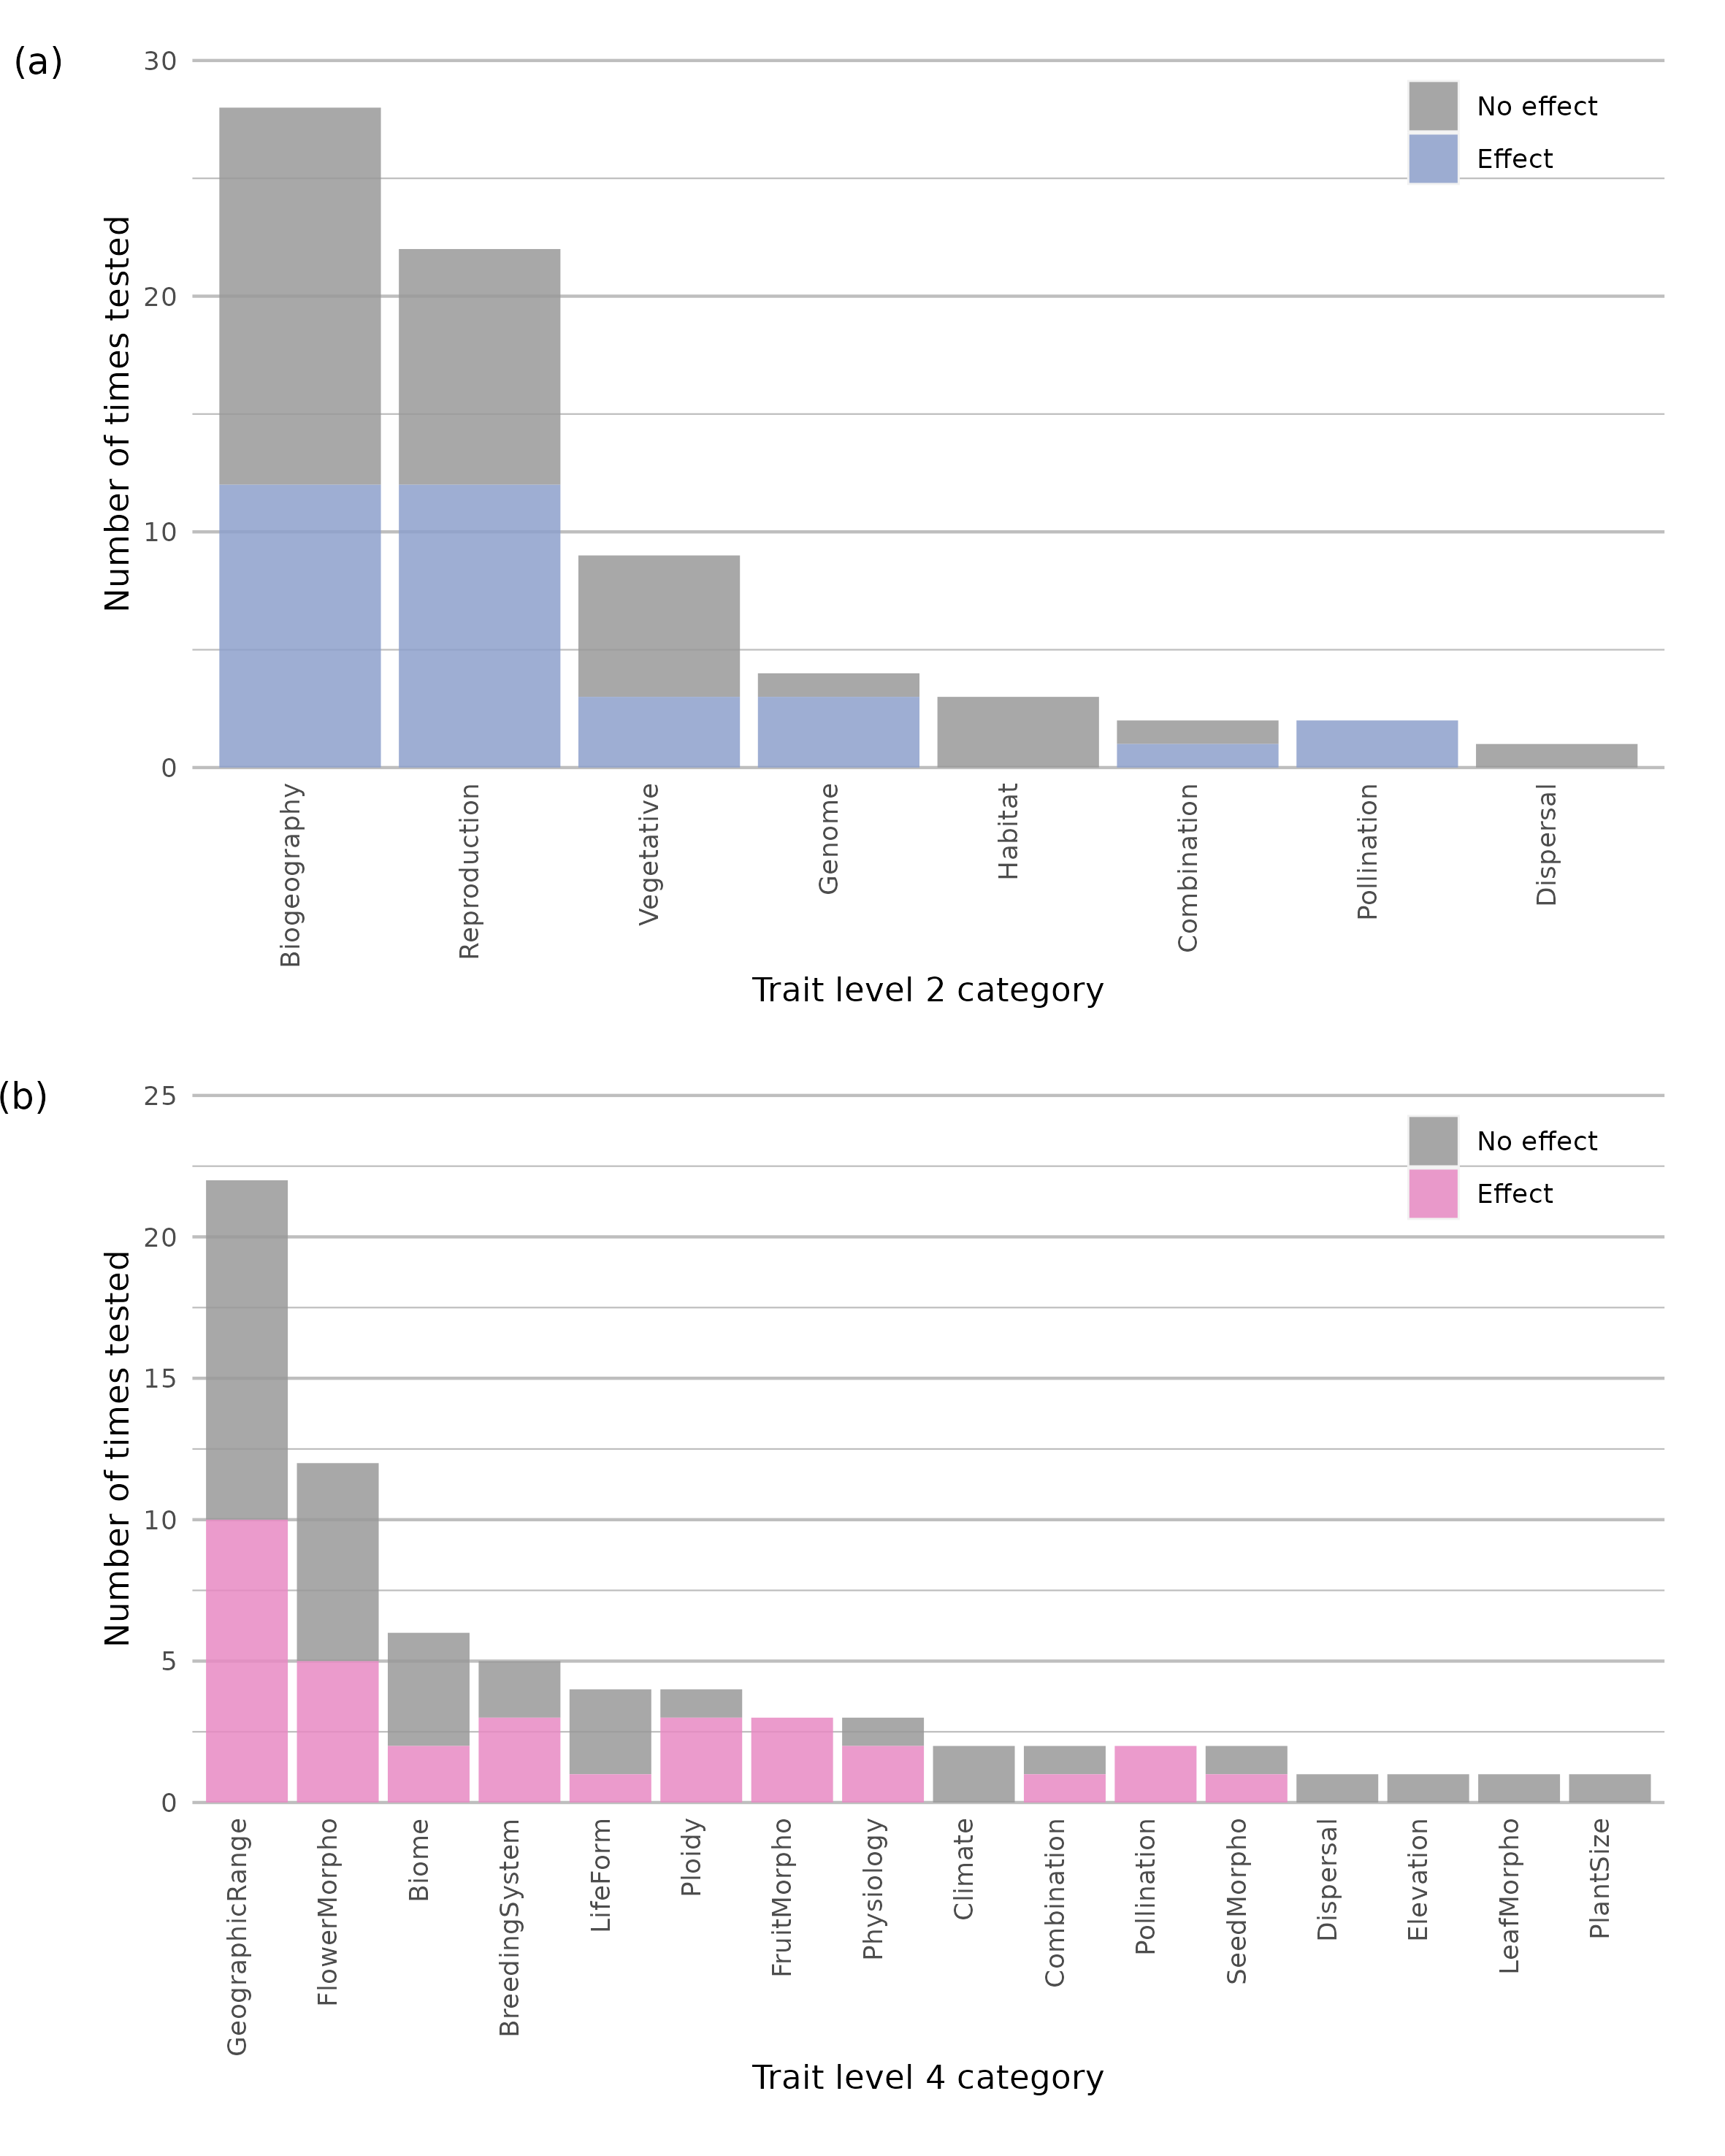 (a)
30
20
10
0
Number of times tested
No effect
Effect
Biogeography
Reproduction
Vegetative
Genome
Habitat
Combination
Pollination
Dispersal
Trait level 2 category
(b)
25
20
15
10
5
0
Number of times tested
No effect
Effect
GeographicRange
FlowerMorpho
Biome
BreedingSystem
LifeForm
Ploidy
FruitMorpho
Physiology
Climate
Combination
Pollination
SeedMorpho
Dispersal
Elevation
LeafMorpho
PlantSize
Trait level 4 category